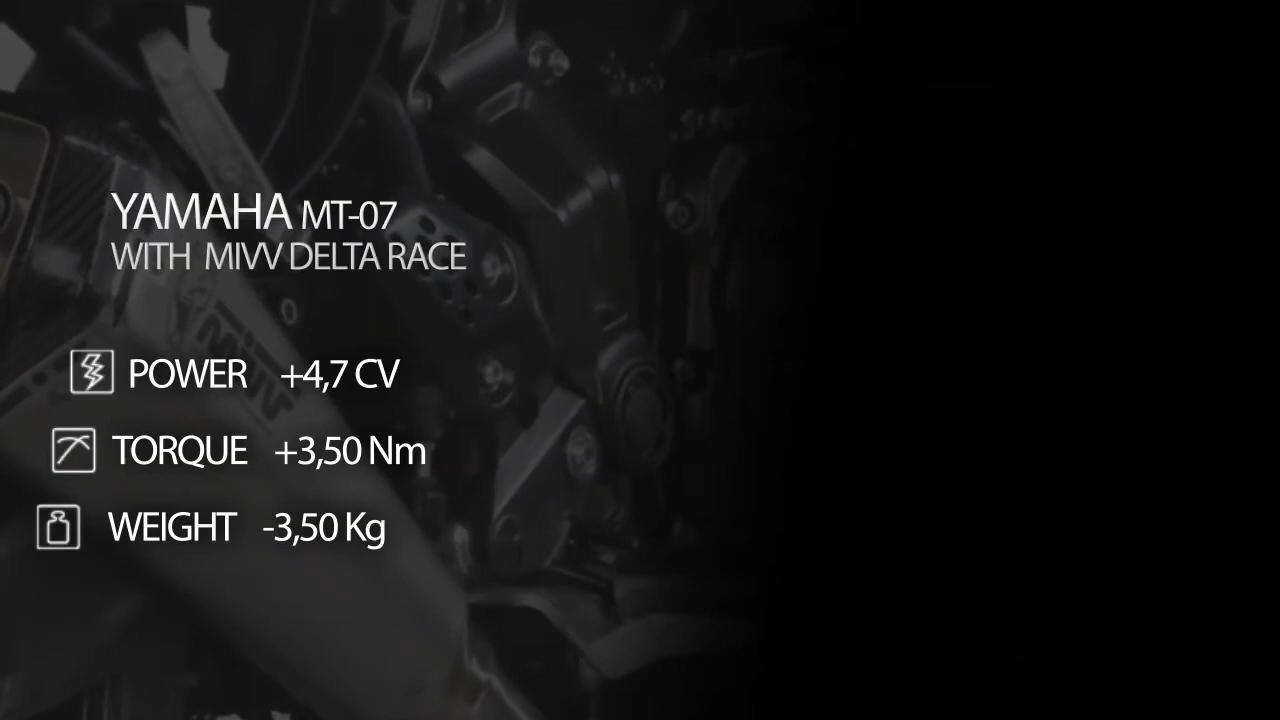 YAMAHA MT-07
WITH MIVV DELTA RACE
MIVV
POWER +4,7 CV
TORQUE +3,50 Nm
WEIGHT -3,50 Kg